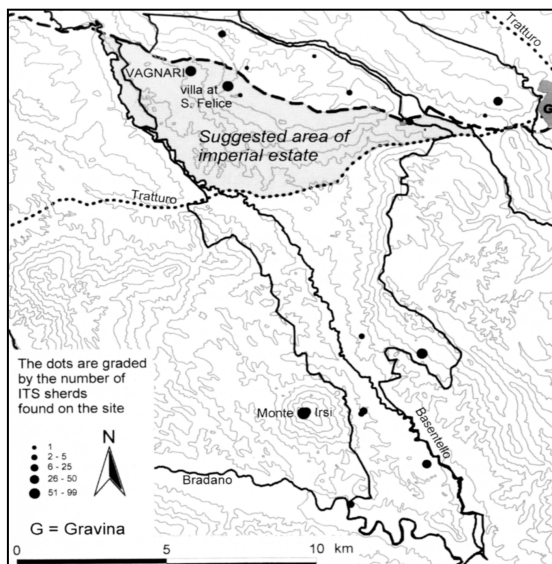 Tratturo
G
VAGNARI
villa at
S. Felice
Suggested area of
imperial estate
Tratturo
The dots are graded
by the number of
ITS sherds
found on the site
1
2 - 5
6 - 25
26 - 50
51 - 99
N
G = Gravina
Monte Irsi
Basentello
Bradano
0 5 10 km